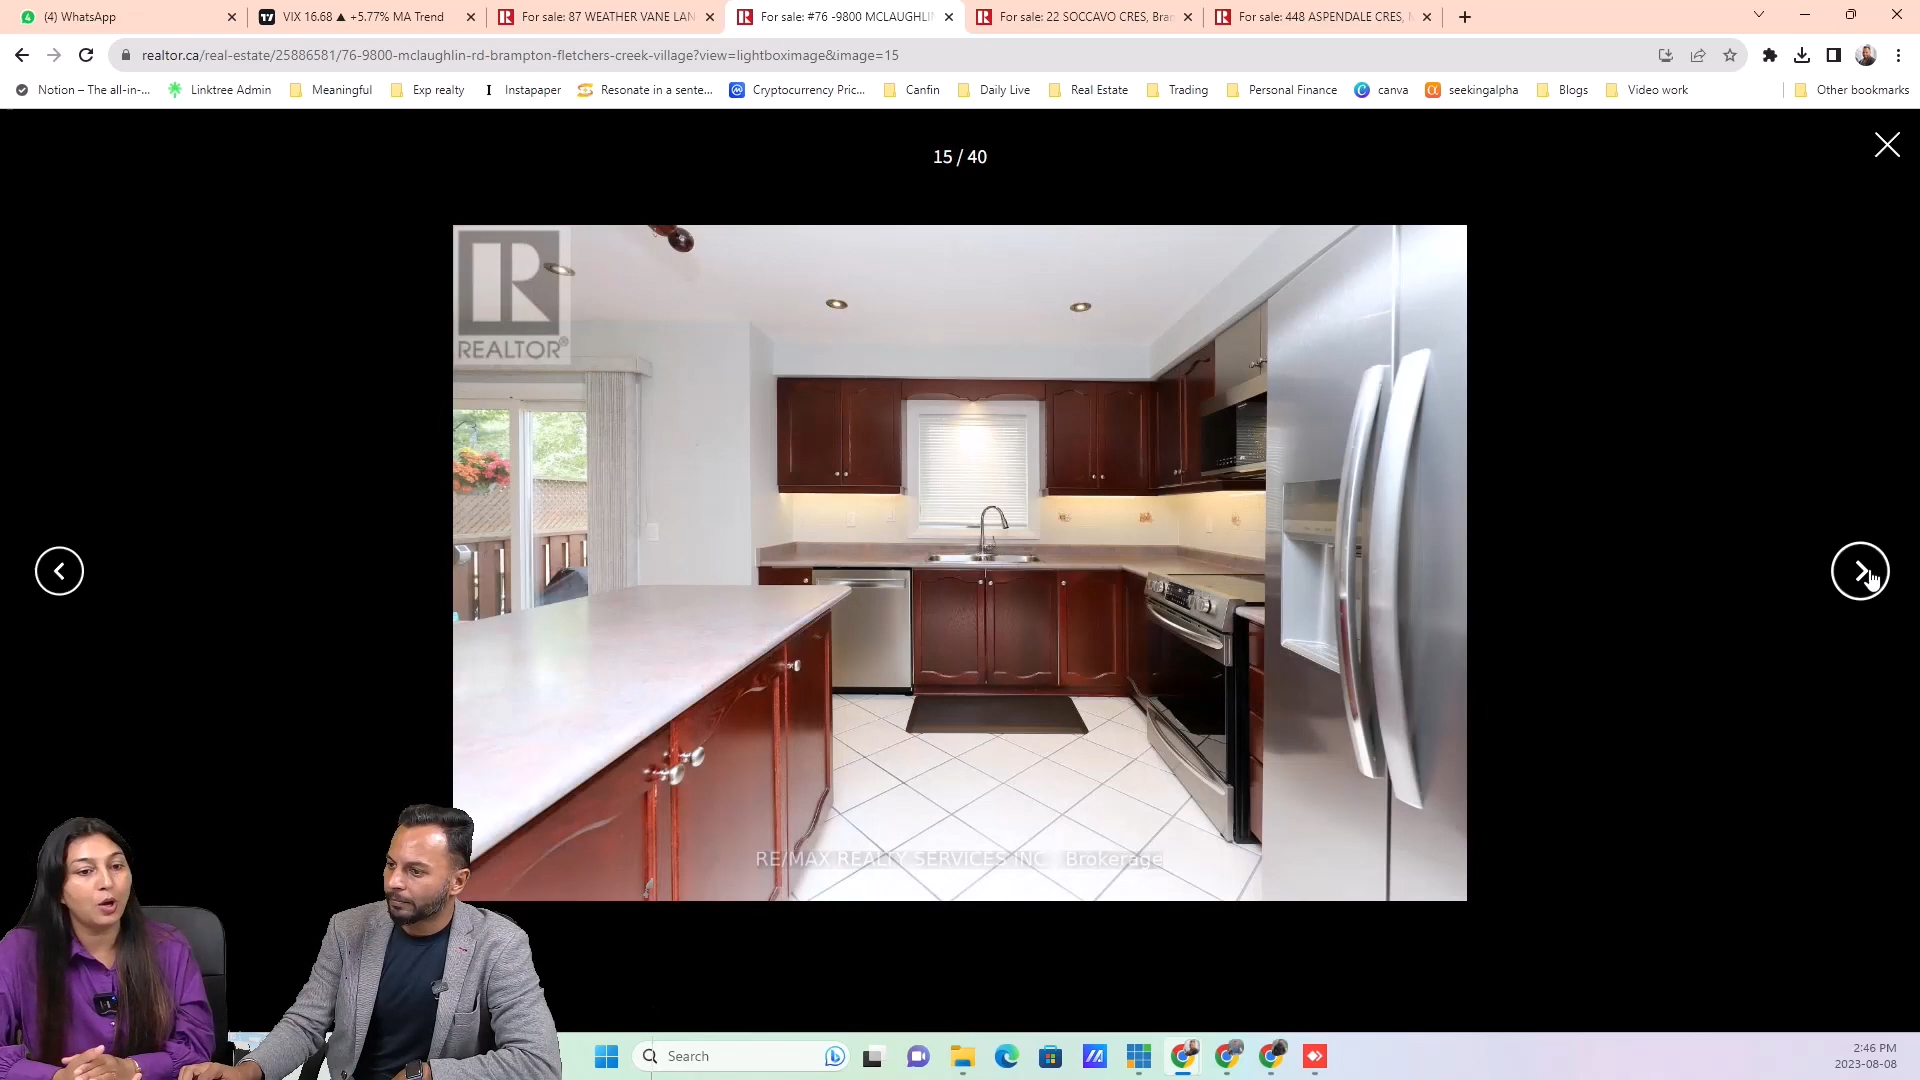 (4) WhatsApp
VIX 16.68 ▲ +5.77% MA Trend
For sale: 87 WEATHER VANE LAN
For sale: #76 -9800 MCLAUGHLI
For sale: 22 SOCCAVO CRES, Bra
For sale: 448 ASPENDALE CRES,
realtor.ca/real-estate/25886581/76-9800-mclaughlin-rd-brampton-fletchers-creek-village?view=lightboximage&image=15
Notion – The all-in-...
Linktree Admin
Meaningful
Exp realty
Instapaper
Resonate in a sente...
Cryptocurrency Pric...
Canfin
Daily Live
Real Estate
Trading
Personal Finance
canva
seekingalpha
Blogs
Video work
Other bookmarks
15 / 40
REALTOR®
RE/MAX REALTY SERVICES INC., Brokerage
Search
2:46 PM
2023-08-08